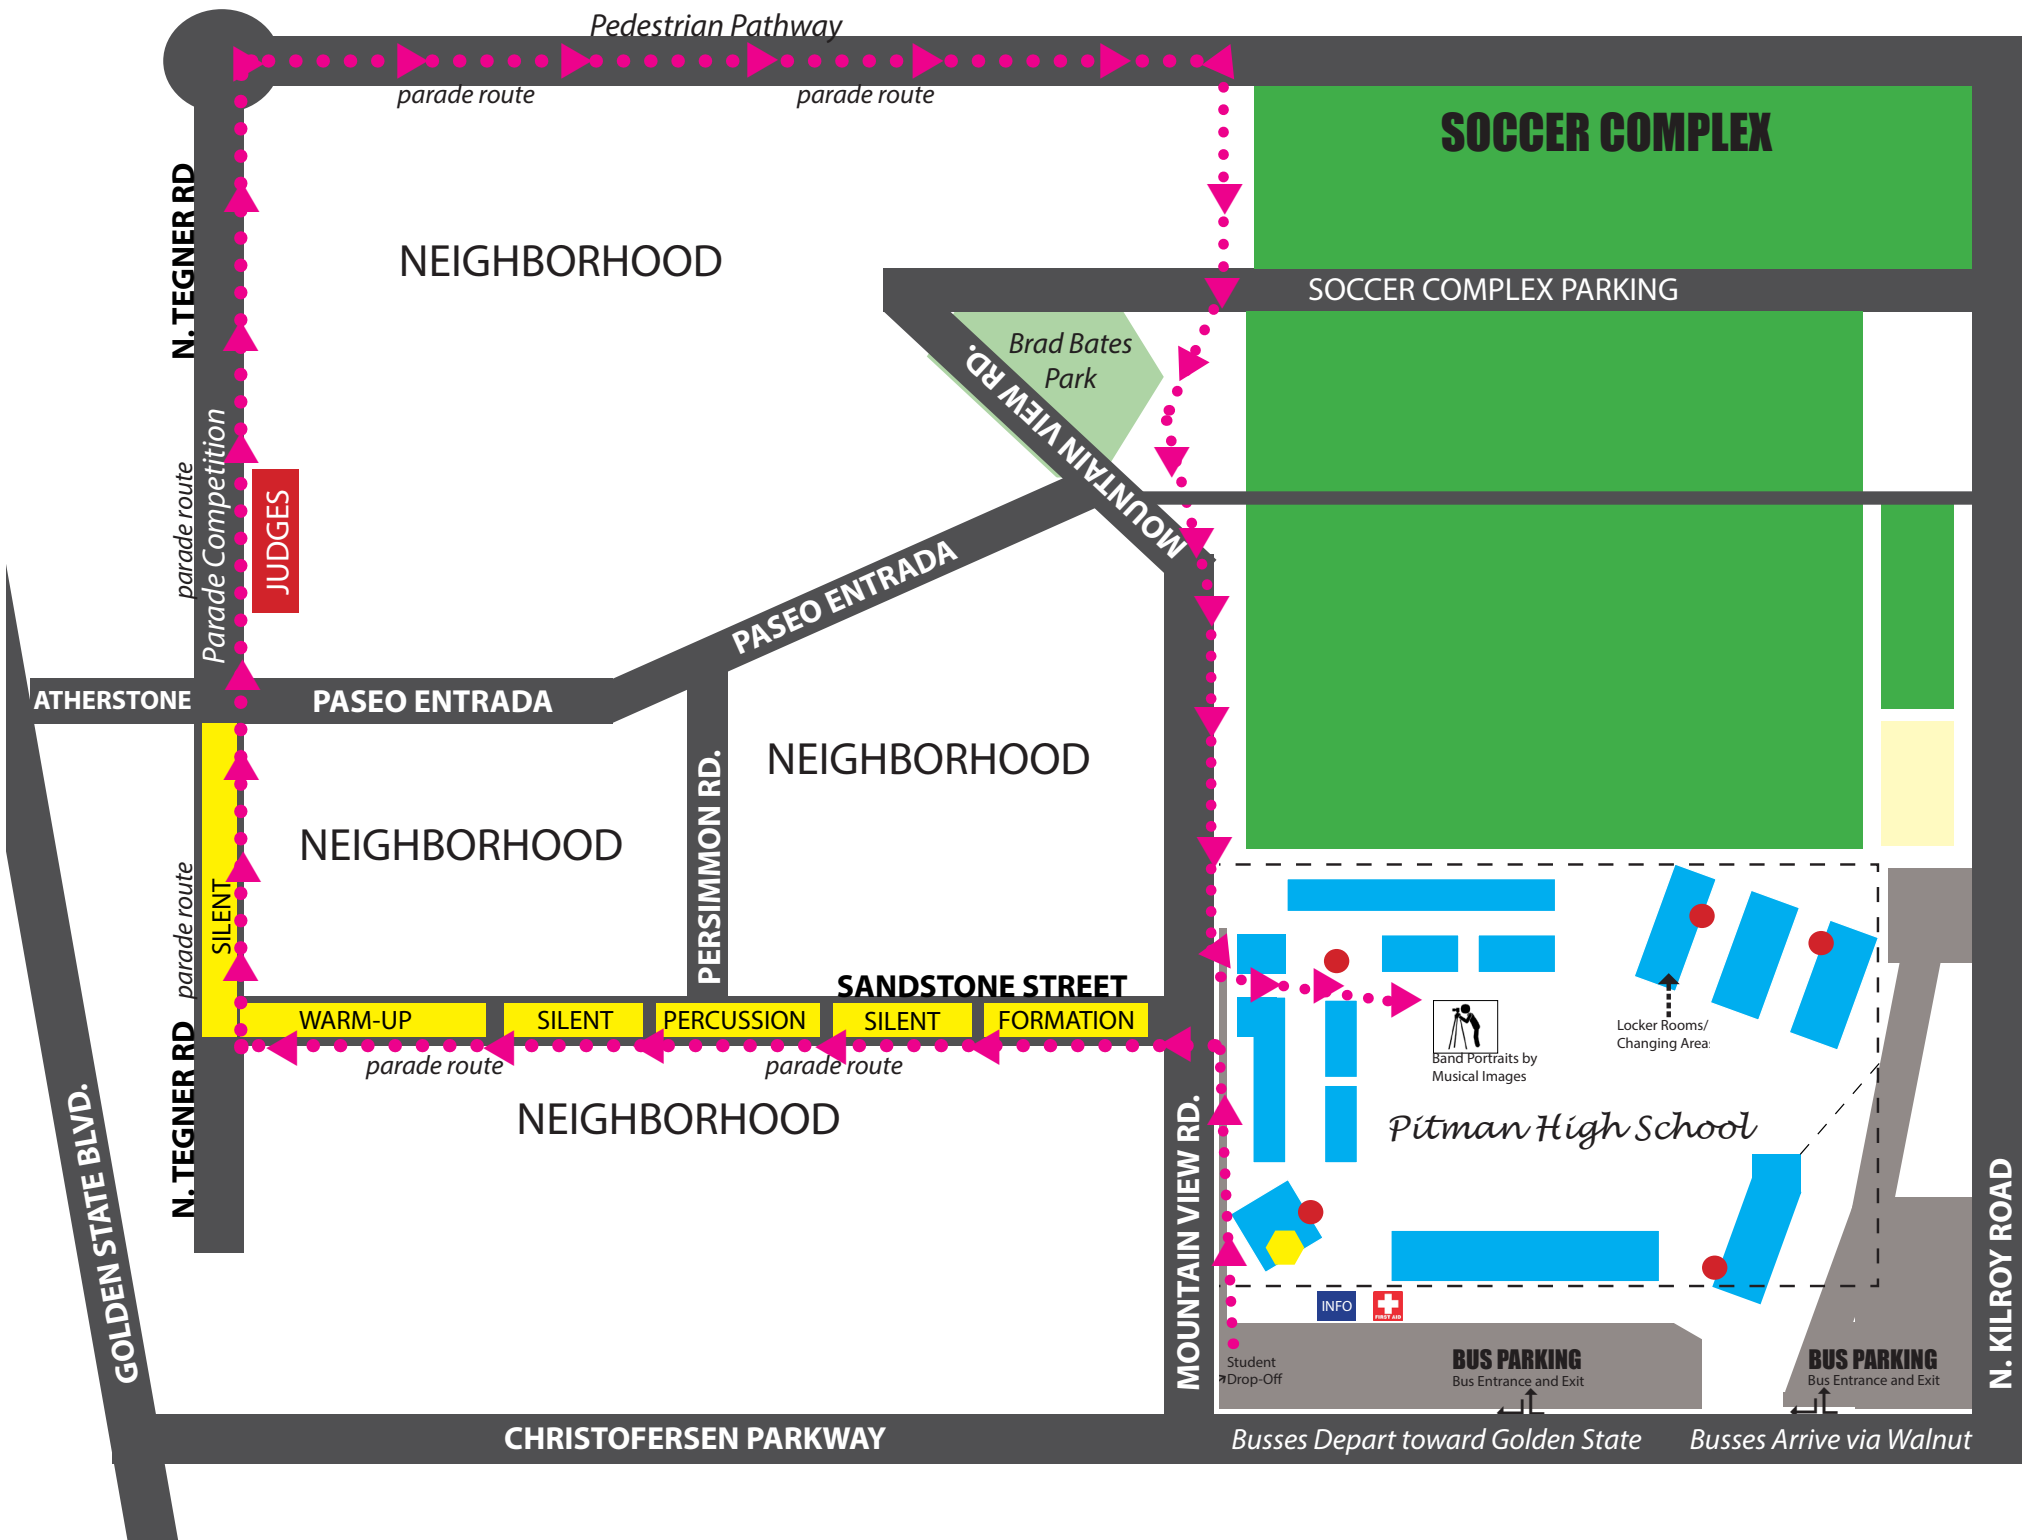 Pedestrian Pathway
parade route
parade route
SOCCER COMPLEX
N. TEGNER RD
NEIGHBORHOOD
SOCCER COMPLEX PARKING
Brad Bates
Park
MOUNTAIN VIEW RD.
parade route
Parade Competition
JUDGES
PASEO ENTRADA
ATHERSTONE
PASEO ENTRADA
NEIGHBORHOOD
NEIGHBORHOOD
PERSIMMON RD.
parade route
SILENT
SANDSTONE STREET
WARM-UP
SILENT
PERCUSSION
SILENT
FORMATION
parade route
parade route
NEIGHBORHOOD
N. TEGNER RD
GOLDEN STATE BLVD.
MOUNTAIN VIEW RD.
Band Portraits by
Musical Images
Locker Rooms/
Changing Area
Pitman High School
INFO
FIRST AID
Student
Drop-Off
BUS PARKING
Bus Entrance and Exit
BUS PARKING
Bus Entrance and Exit
N. KILROY ROAD
CHRISTOFERSEN PARKWAY
Busses Depart toward Golden State
Busses Arrive via Walnut